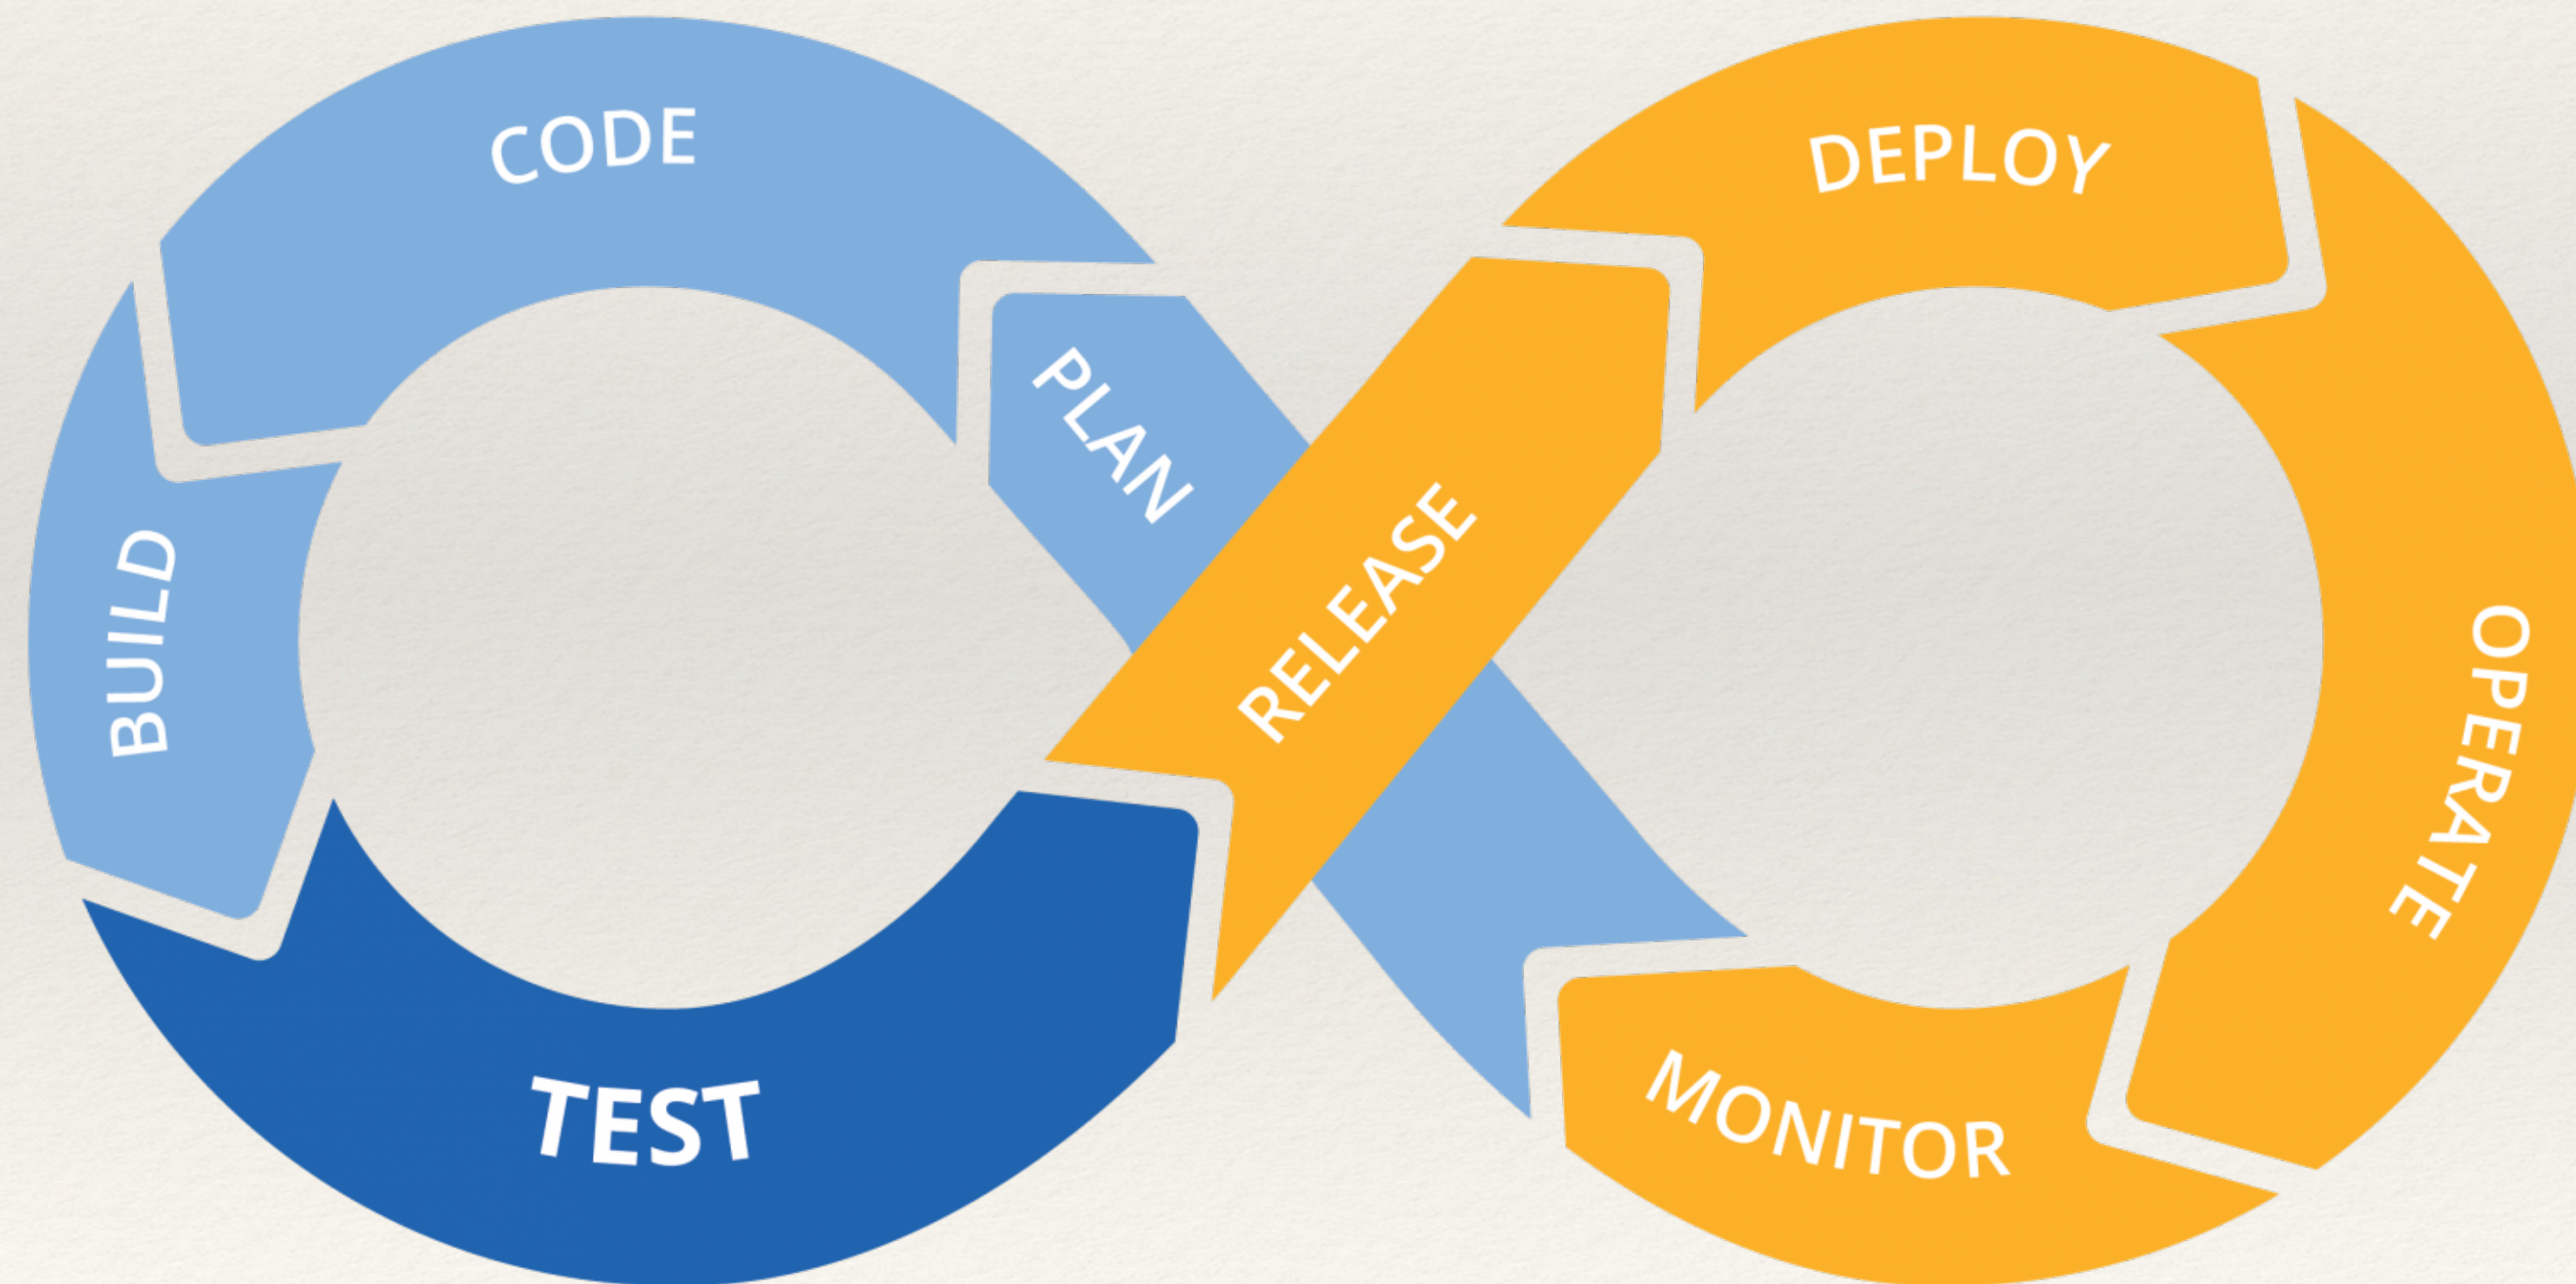 PLAN
CODE
BUILD
TEST
RELEASE
DEPLOY
OPERATE
MONITOR